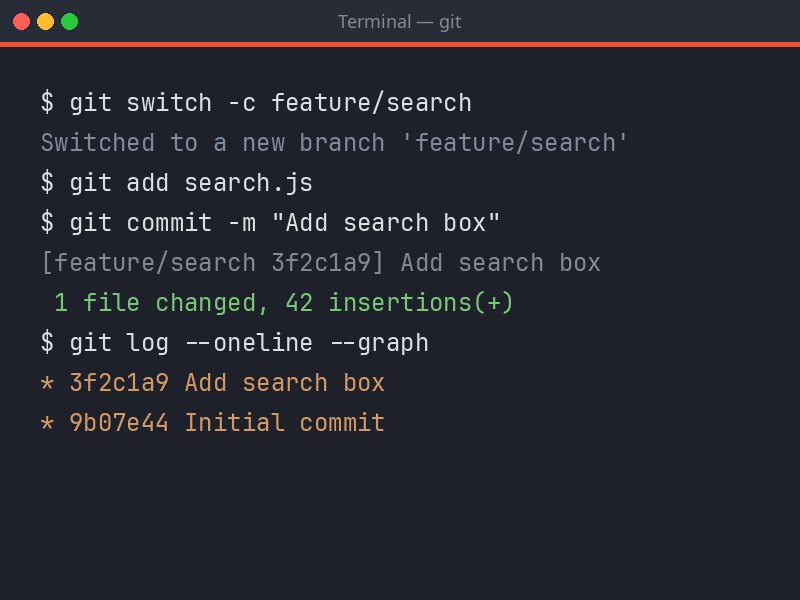 Terminal — git
$ git switch -c feature/search
Switched to a new branch 'feature/search'
$ git add search.js
$ git commit -m "Add search box"
[feature/search 3f2c1a9] Add search box
 1 file changed, 42 insertions(+)
$ git log --oneline --graph
* 3f2c1a9 Add search box
* 9b07e44 Initial commit